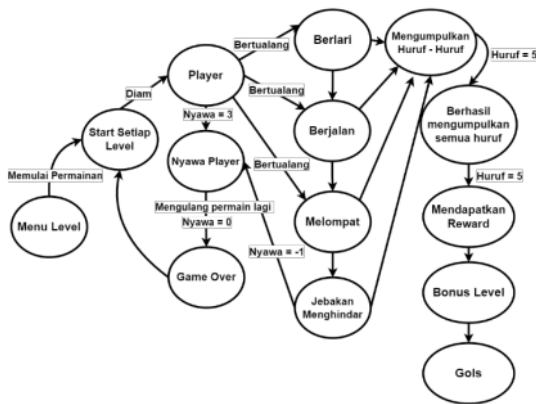 Berlari
Mengumpulkan
Huruf - Huruf
Bertualang
Huruf = 5
Player
Diam
Bertualang
Nyawa = 3
Berhasil
mengumpulkan
semua huruf
Start Setiap
Level
Berjalan
Nyawa Player
Bertualang
Memulai Permainan
Huruf = 5
Mengulang permain lagi
Nyawa = 0
Menu Level
Melompat
Mendapatkan
Reward
Nyawa = -1
Game Over
Jebakan
Menghindar
Bonus Level
Gols